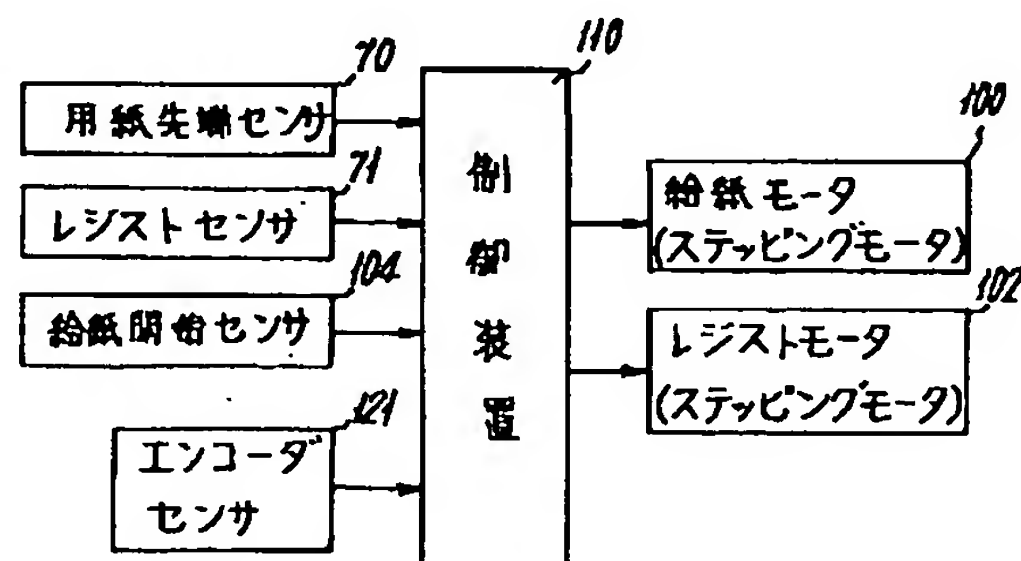 70
用紙先端センサ
71
レジストセンサ
104
給紙開始センサ
121
エンコーダ
センサ
110
制御装置
100
給紙モータ
(ステッピングモータ)
102
レジストモータ
(ステッピングモータ)